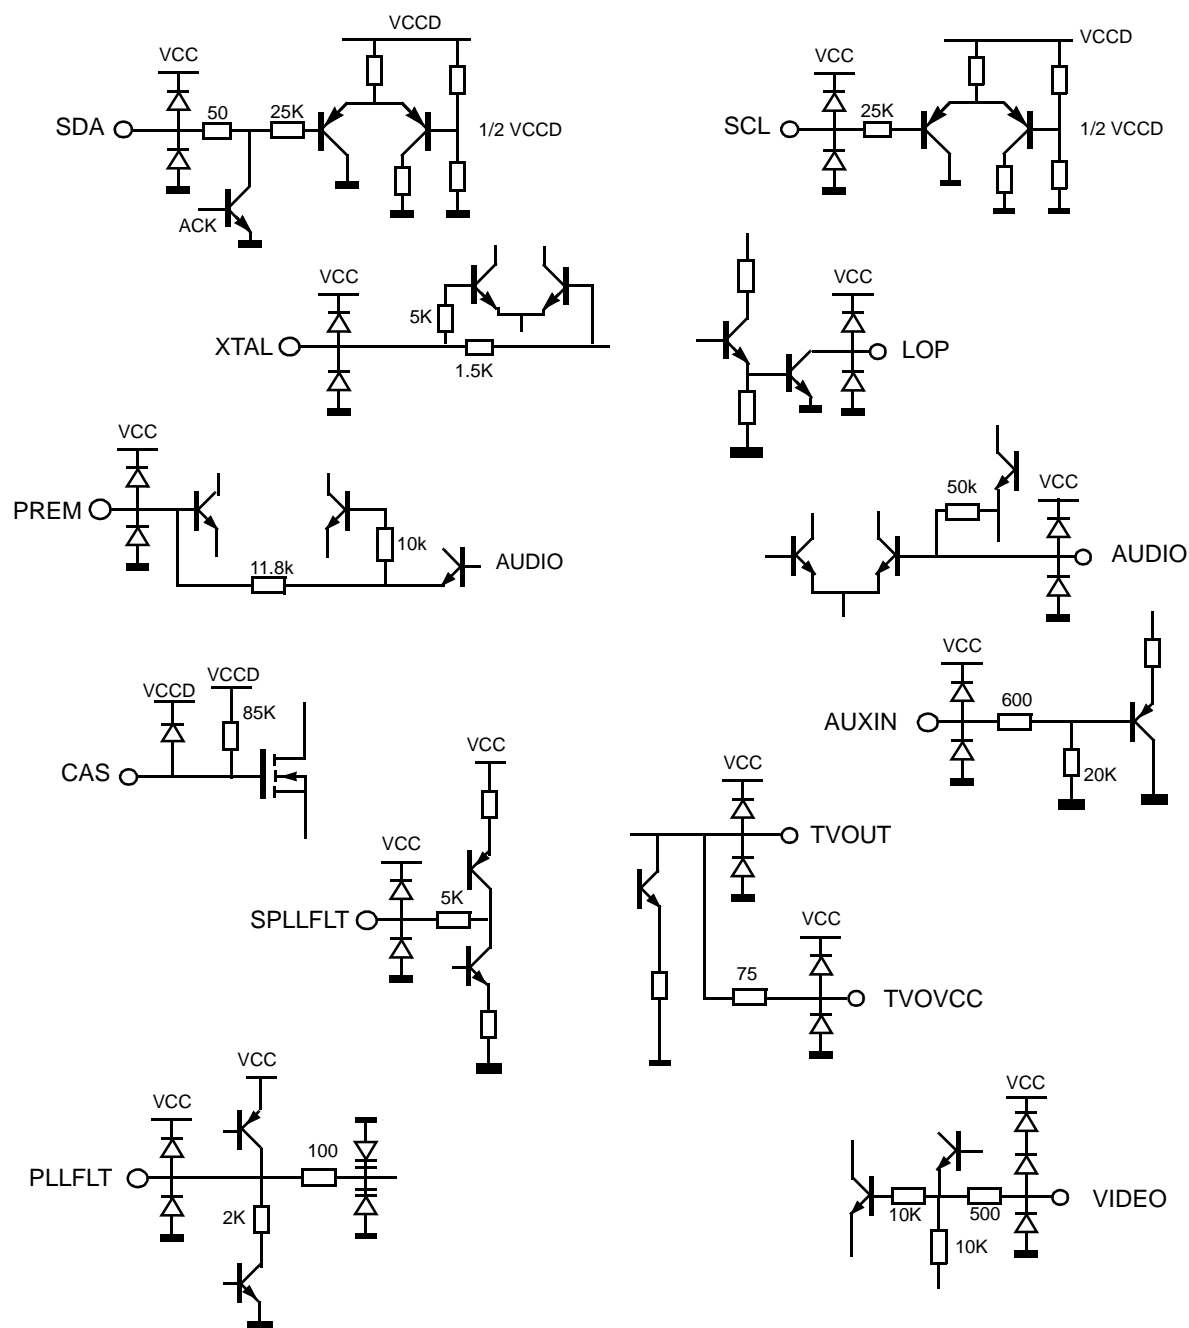 VCCD
VCC
50
25K
SDA
1/2 VCCD
ACK
VCCD
VCC
25K
SCL
1/2 VCCD
VCC
5K
XTAL
1.5K
VCC
LOP
VCC
PREM
10k
11.8k
AUDIO
50k
VCC
AUDIO
VCCD
VCCD
85K
CAS
VCC
600
AUXIN
20K
VCC
VCC
5K
SPLLFLT
VCC
TVOUT
VCC
75
TVOVCC
VCC
VCC
100
PLLFLT
2K
VCC
10K
500
VIDEO
10K